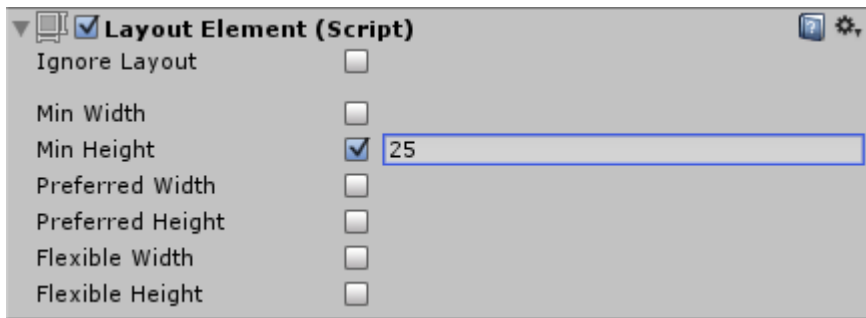 Layout Element (Script)
Ignore Layout
Min Width
Min Height 25
Preferred Width
Preferred Height
Flexible Width
Flexible Height